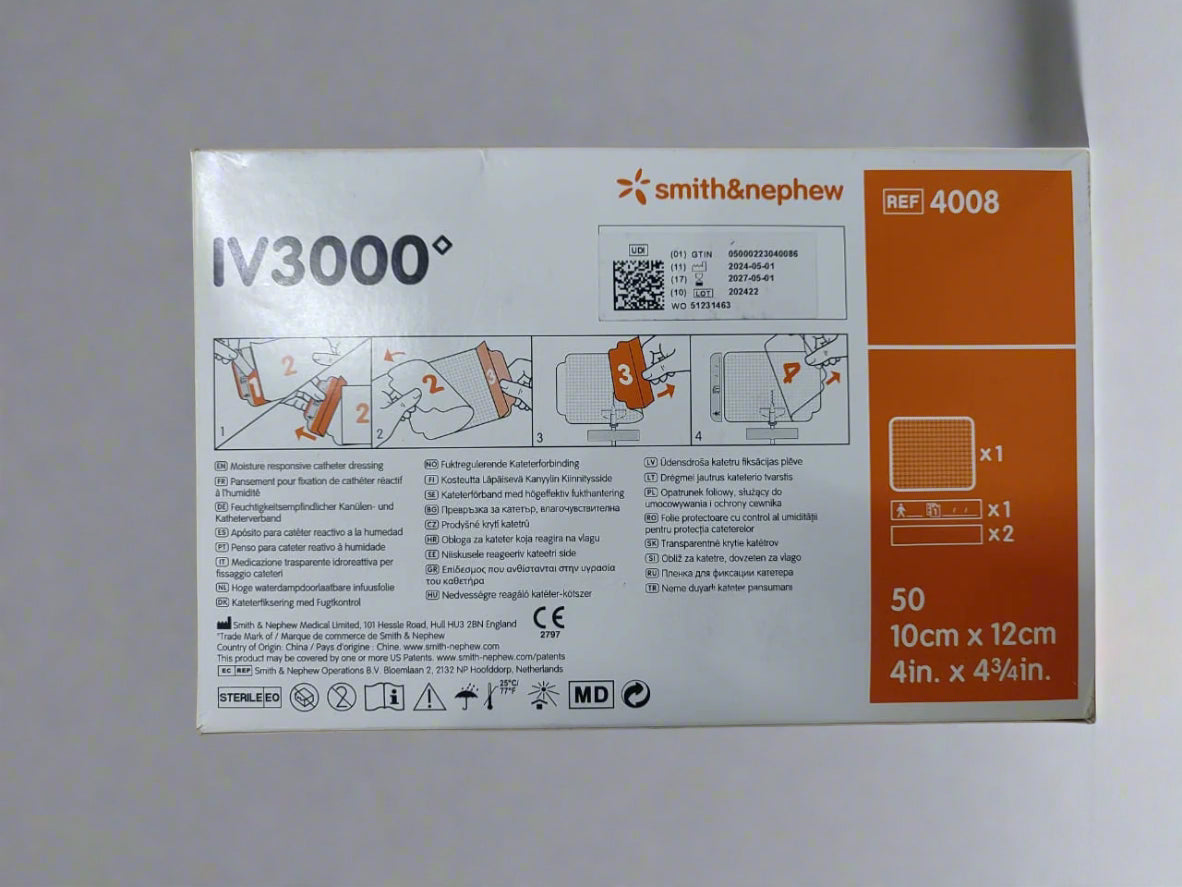 smith&nephew
IV3000◊
UDI
(01) GTIN 05000223040086
(11) 2024-05-01
(17) 2027-05-01
(10) LOT 202422
WO 51231463
REF 4008
1
2
2
1
2
2
3
3
3
4
4
EN Moisture responsive catheter dressing
FR Pansement pour fixation de cathéter réactif
à l'humidité
DE Feuchtigkeitsempfindlicher Kanülen- und
Katheterverband
ES Apósito para catéter reactivo a la humedad
PT Penso para cateter reativo à humidade
IT Medicazione trasparente idroreattiva per
fissaggio cateteri
NL Hoge waterdampdoorlaatbare infuusfolie
DK Kateterfiksering med Fugtkontrol
NO Fuktregulerende Kateterforbinding
FI Kosteutta Läpäisevä Kanyylin Kiinnitysside
SE Kateterförband med högeffektiv fukthantering
BG Превръзка за катетър, влагочувствителна
CZ Prodyšné krytí katetrů
HR Obloga za kateter koja reagira na vlagu
EE Niiskusele reageeriv kateetri side
GR Επίδεσμος που ανθίσταται στην υγρασία
του καθετήρα
HU Nedvességre reagáló katéter-kötszer
LV Ūdensdroša katetru fiksācijas plēve
LT Drėgmei jautrus kateterio tvarstis
PL Opatrunek foliowy, służący do
umocowywania i ochrony cewnika
RO Folie protectoare cu control al umidității
pentru protecția cateterelor
SK Transparentné krytie katétrov
SI Obliž za katetre, dovzeten za vlago
RU Пленка для фиксации катетера
TR Neme duyarlı kateter pansumanı
Smith & Nephew Medical Limited, 101 Hessle Road, Hull HU3 2BN England
◊Trade Mark of / Marque de commerce de Smith & Nephew
Country of Origin: China / Pays d'origine : Chine. www.smith-nephew.com
This product may be covered by one or more US Patents. www.smith-nephew.com/patents
EC REP Smith & Nephew Operations B.V. Bloemlaan 2, 2132 NP Hoofddorp, Netherlands
CE
2797
STERILE EO
2
i
25°C/
77°F
MD
x1
x1
x2
50
10cm x 12cm
4in. x 4¾in.